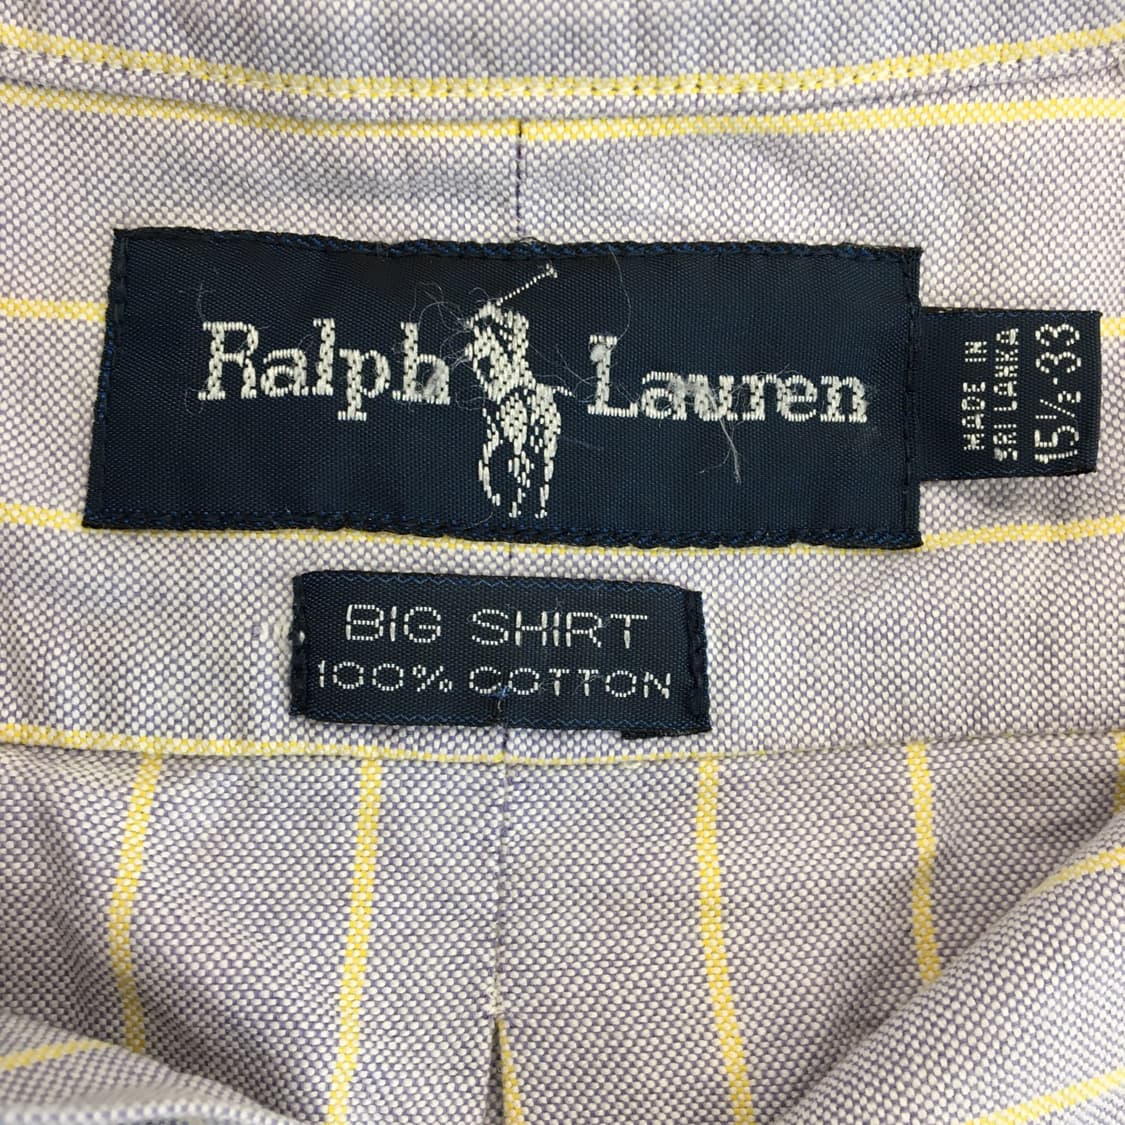 Ralph Lauren
MADE IN
SRI LANKA
15½-33
BIG SHIRT
100% COTTON